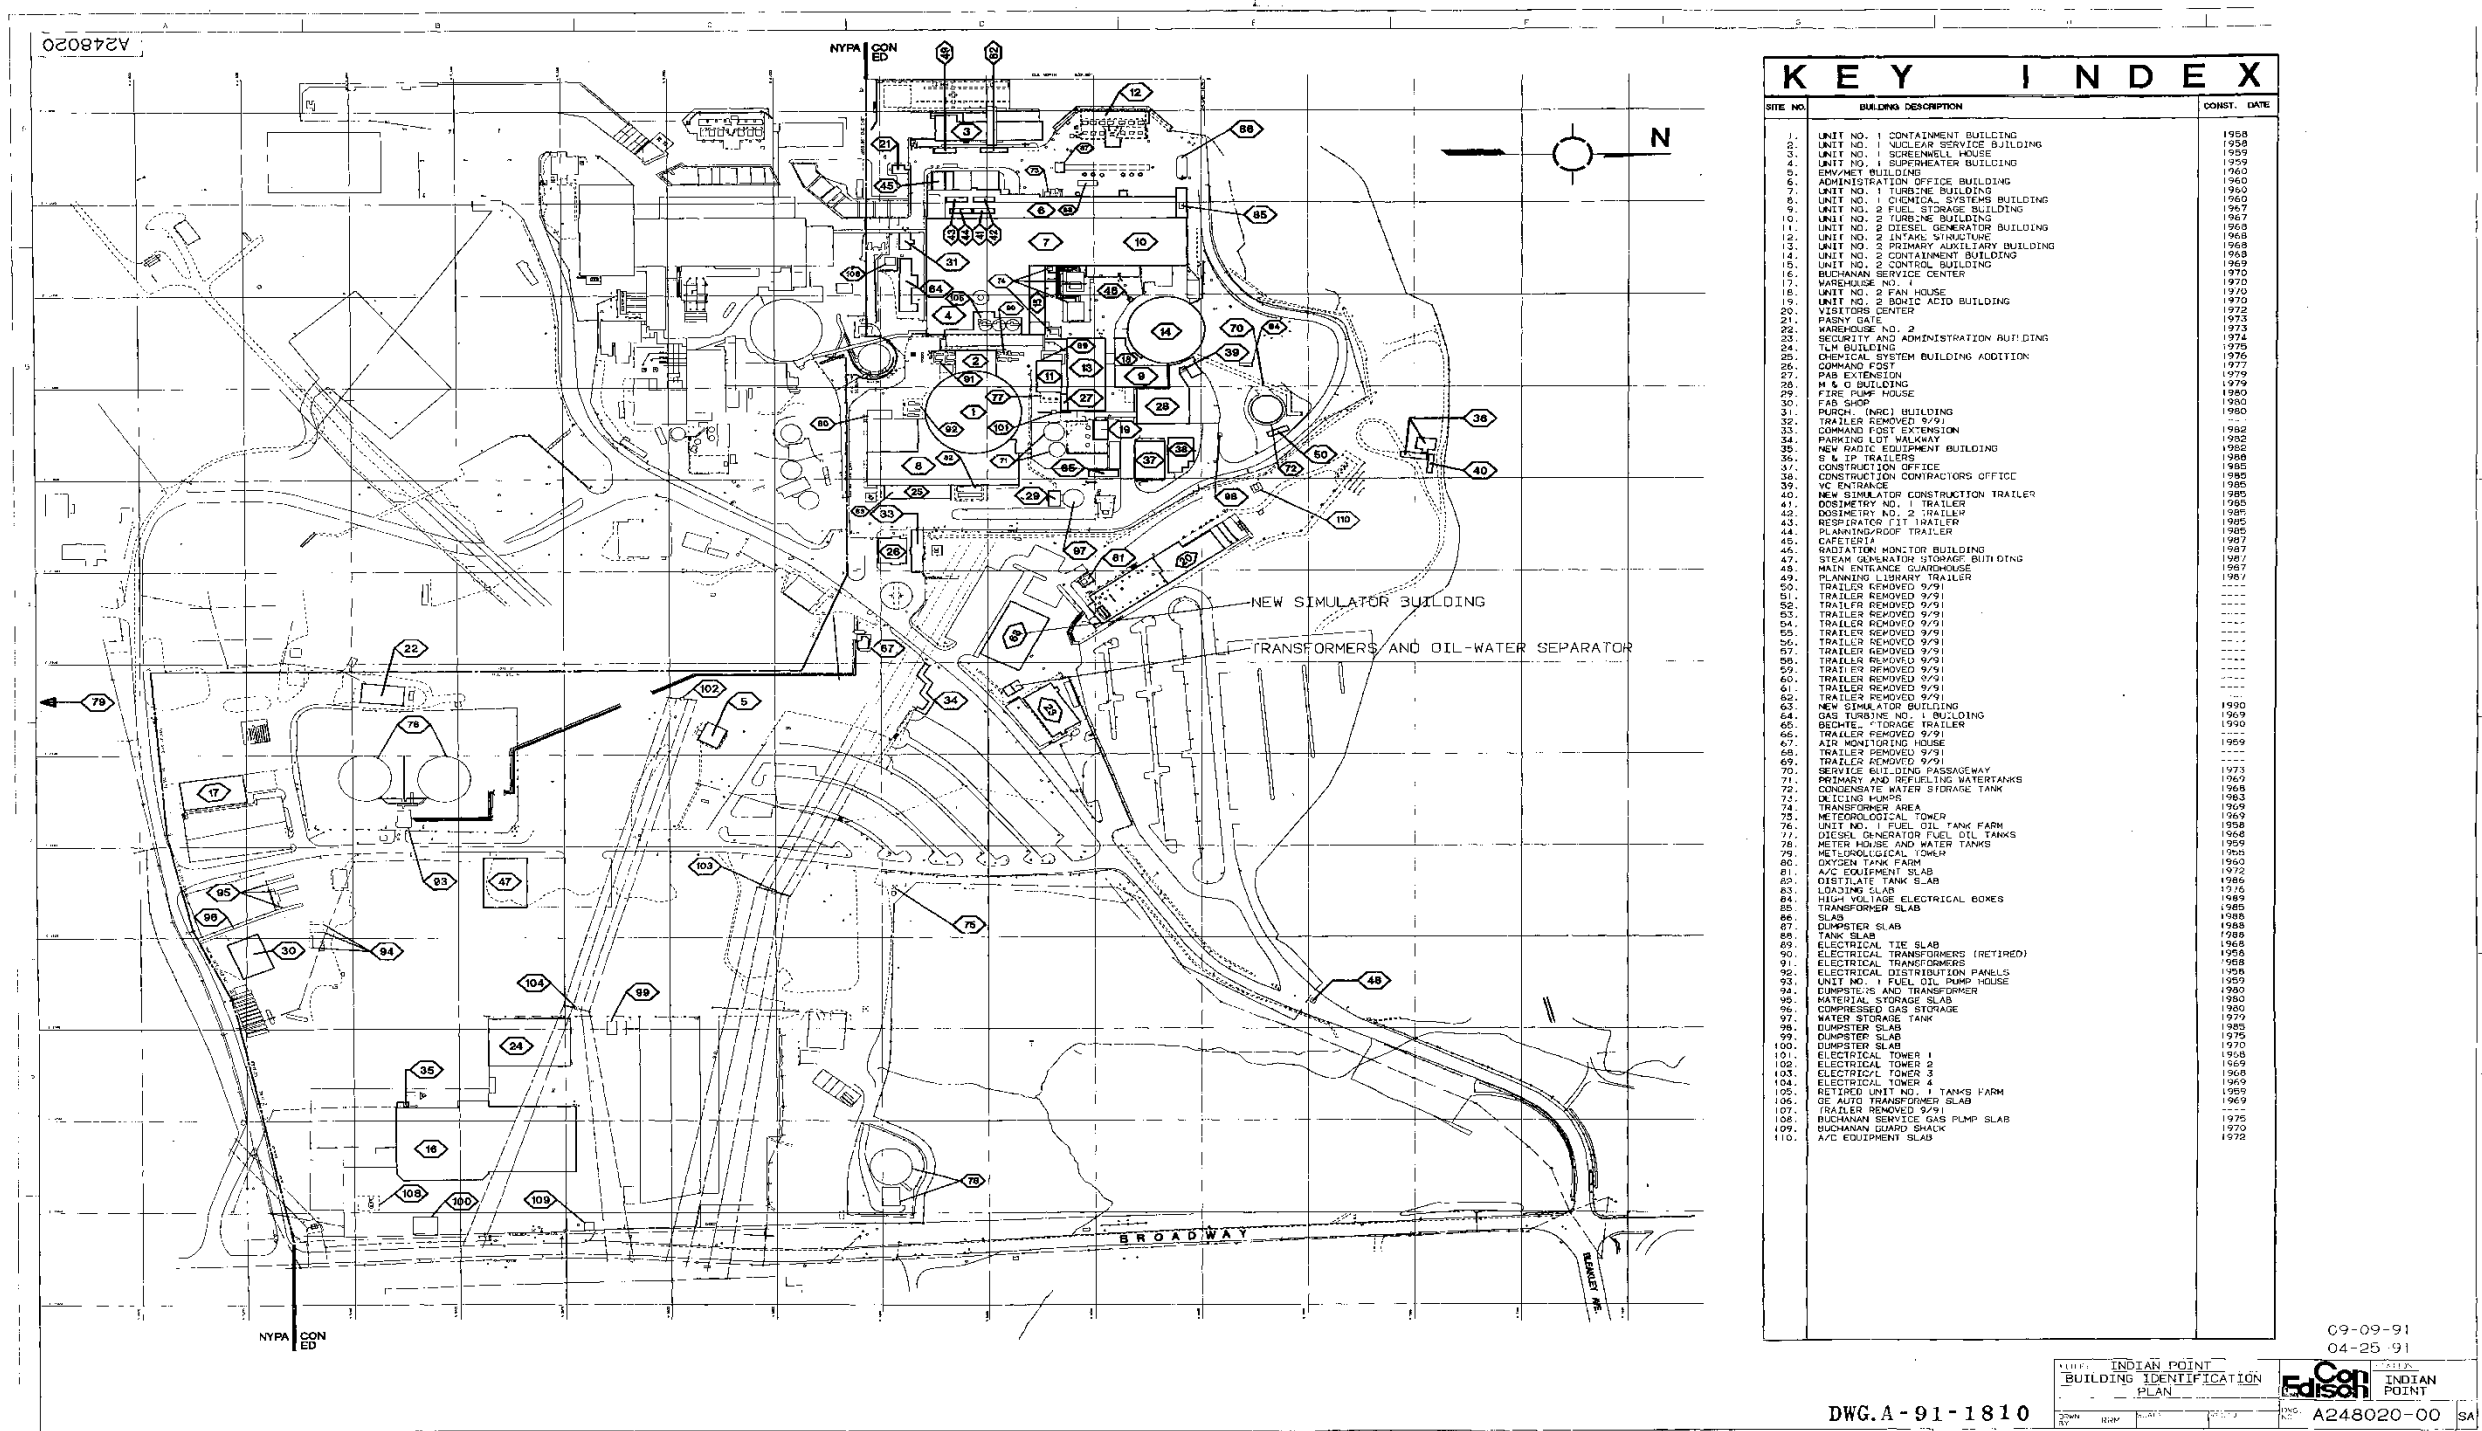 A248020
NYPA CON
ED
N
NEW SIMULATOR BUILDING
TRANSFORMERS AND OIL-WATER SEPARATOR
BROADWAY
BLEAKLEY AVE.
NYPA CON
ED
KEY INDEX
SITE NO. BUILDING DESCRIPTION CONST. DATE
1. UNIT NO. 1 CONTAINMENT BUILDING 1958
2. UNIT NO. 1 NUCLEAR SERVICE BUILDING 1958
3. UNIT NO. 1 SCREENWELL HOUSE 1959
4. UNIT NO. 1 SUPERHEATER BUILDING 1959
5. EMV/MET BUILDING 1960
6. ADMINISTRATION OFFICE BUILDING 1960
7. UNIT NO. 1 TURBINE BUILDING 1960
8. UNIT NO. 1 CHEMICAL SYSTEMS BUILDING 1960
9. UNIT NO. 2 FUEL STORAGE BUILDING 1967
10. UNIT NO. 2 TURBINE BUILDING 1967
11. UNIT NO. 2 DIESEL GENERATOR BUILDING 1968
12. UNIT NO. 2 INTAKE STRUCTURE 1968
13. UNIT NO. 2 PRIMARY AUXILIARY BUILDING 1968
14. UNIT NO. 2 CONTAINMENT BUILDING 1968
15. UNIT NO. 2 CONTROL BUILDING 1969
16. BUCHANAN SERVICE CENTER 1970
17. WAREHOUSE NO. 1 1970
18. UNIT NO. 2 FAN HOUSE 1970
19. UNIT NO. 2 BORIC ACID BUILDING 1970
20. VISITORS CENTER 1972
21. PASNY GATE 1973
22. WAREHOUSE NO. 2 1973
23. SECURITY AND ADMINISTRATION BUILDING 1974
24. TLM BUILDING 1975
25. CHEMICAL SYSTEM BUILDING ADDITION 1976
26. COMMAND POST 1977
27. PAB EXTENSION 1979
28. M & O BUILDING 1979
29. FIRE PUMP HOUSE 1980
30. FAB SHOP 1980
31. PURCH. (NRC) BUILDING 1980
32. TRAILER REMOVED 9/91 ----
33. COMMAND POST EXTENSION 1982
34. PARKING LOT WALKWAY 1982
35. NEW RADIO EQUIPMENT BUILDING 1982
36. S & IP TRAILERS 1988
37. CONSTRUCTION OFFICE 1985
38. CONSTRUCTION CONTRACTORS OFFICE 1985
39. VC ENTRANCE 1985
40. NEW SIMULATOR CONSTRUCTION TRAILER 1985
41. DOSIMETRY NO. 1 TRAILER 1985
42. DOSIMETRY NO. 2 TRAILER 1985
43. RESPIRATOR FIT TRAILER 1985
44. PLANNING/ROOF TRAILER 1985
45. CAFETERIA 1987
46. RADIATION MONITOR BUILDING 1987
47. STEAM GENERATOR STORAGE BUILDING 1987
48. MAIN ENTRANCE GUARDHOUSE 1987
49. PLANNING LIBRARY TRAILER 1987
50. TRAILER REMOVED 9/91 ----
51. TRAILER REMOVED 9/91 ----
52. TRAILER REMOVED 9/91 ----
53. TRAILER REMOVED 9/91 ----
54. TRAILER REMOVED 9/91 ----
55. TRAILER REMOVED 9/91 ----
56. TRAILER REMOVED 9/91 ----
57. TRAILER REMOVED 9/91 ----
58. TRAILER REMOVED 9/91 ----
59. TRAILER REMOVED 9/91 ----
60. TRAILER REMOVED 9/91 ----
61. TRAILER REMOVED 9/91 ----
62. TRAILER REMOVED 9/91 ----
63. NEW SIMULATOR BUILDING 1990
64. GAS TURBINE NO. 1 BUILDING 1969
65. BECHTEL STORAGE TRAILER 1990
66. TRAILER REMOVED 9/91 ----
67. AIR MONITORING HOUSE 1959
68. TRAILER REMOVED 9/91 ----
69. TRAILER REMOVED 9/91 ----
70. SERVICE BUILDING PASSAGEWAY 1973
71. PRIMARY AND REFUELING WATERTANKS 1969
72. CONDENSATE WATER STORAGE TANK 1968
73. DEICING PUMPS 1983
74. TRANSFORMER AREA 1969
75. METEOROLOGICAL TOWER 1969
76. UNIT NO. 1 FUEL OIL TANK FARM 1958
77. DIESEL GENERATOR FUEL OIL TANKS 1968
78. METER HOUSE AND WATER TANKS 1959
79. METEOROLOGICAL TOWER 1955
80. OXYGEN TANK FARM 1960
81. A/C EQUIPMENT SLAB 1972
82. DISTILATE TANK SLAB 1986
83. LOADING SLAB 1976
84. HIGH VOLTAGE ELECTRICAL BOXES 1989
85. TRANSFORMER SLAB 1985
86. SLAB 1988
87. DUMPSTER SLAB 1988
88. TANK SLAB 1988
89. ELECTRICAL TIE SLAB 1968
90. ELECTRICAL TRANSFORMERS (RETIRED) 1958
91. ELECTRICAL TRANSFORMERS 1958
92. ELECTRICAL DISTRIBUTION PANELS 1958
93. UNIT NO. 1 FUEL OIL PUMP HOUSE 1959
94. DUMPSTERS AND TRANSFORMER 1980
95. MATERIAL STORAGE SLAB 1980
96. COMPRESSED GAS STORAGE 1980
97. WATER STORAGE TANK 1979
98. DUMPSTER SLAB 1985
99. DUMPSTER SLAB 1975
100. DUMPSTER SLAB 1970
101. ELECTRICAL TOWER 1 1968
102. ELECTRICAL TOWER 2 1969
103. ELECTRICAL TOWER 3 1968
104. ELECTRICAL TOWER 4 1969
105. RETIRED UNIT NO. 1 TANKS FARM 1959
106. GE AUTO TRANSFORMER SLAB 1969
107. TRAILER REMOVED 9/91 ----
108. BUCHANAN SERVICE GAS PUMP SLAB 1975
109. BUCHANAN GUARD SHACK 1970
110. A/C EQUIPMENT SLAB 1972
09-09-91
04-25-91
INDIAN POINT
BUILDING IDENTIFICATION
PLAN
Con
Edison
INDIAN
POINT
DWG.A-91-1810
DRWN
BY RRM
A248020-00 SA